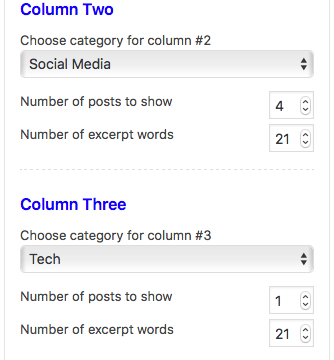 Column Two
Choose category for column #2
Social Media
Number of posts to show 4
Number of excerpt words 21
Column Three
Choose category for column #3
Tech
Number of posts to show 1
Number of excerpt words 21